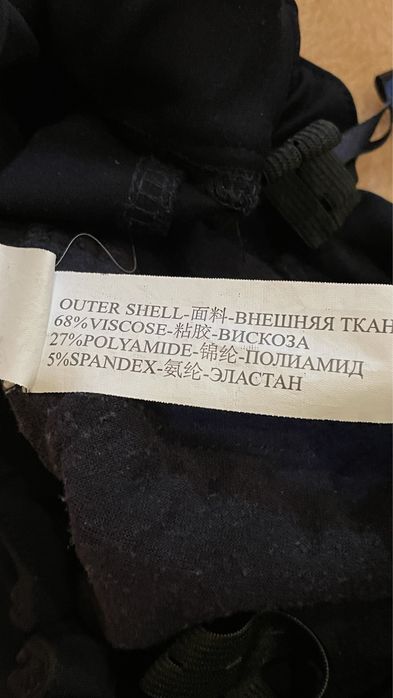 OUTER SHELL-面料-ВНЕШНЯЯ ТКАН
68%VISCOSE-粘胶-ВИСКОЗА
27%POLYAMIDE-锦纶-ПОЛИАМИД
5%SPANDEX-氨纶-ЭЛАСТАН